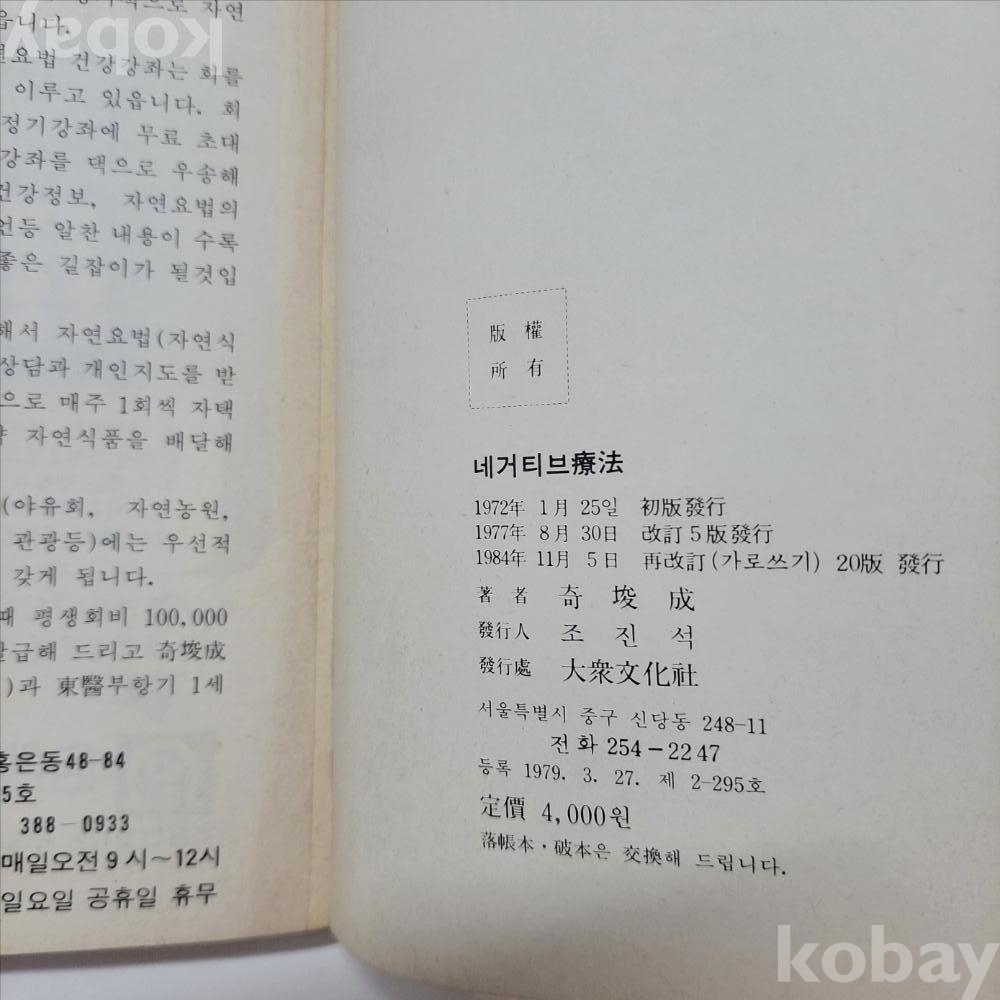 읍니다.
연요법 건강강좌는 회를
이루고 있읍니다. 회
정기강좌에 무료 초대
강좌를 댁으로 우송해
건강정보, 자연요법의
언등 알찬 내용이 수록
좋은 길잡이가 될것입
해서 자연요법(자연식
상담과 개인지도를 받
으로 매주 1회씩 자택
자연식품을 배달해
(야유회, 자연농원,
관광등)에는 우선적
갖게 됩니다.
때 평생회비 100,000
발급해 드리고 奇埈成
)과 東醫부항기 1세
홍은동48-84
5호
388-0933
매일오전 9시~12시
일요일 공휴일 휴무
版權
所有
네거티브療法
1972年 1月 25일 初版發行
1977年 8月 30日 改訂 5版發行
1984年 11月 5日 再改訂(가로쓰기) 20版 發行
著者 奇埈成
發行人 조진석
發行處 大衆文化社
서울특별시 중구 신당동 248-11
전화 254-2247
등록 1979. 3. 27. 제 2-295호
定價 4,000원
落帳本·破本은 交換해 드립니다.
kobay
kobay